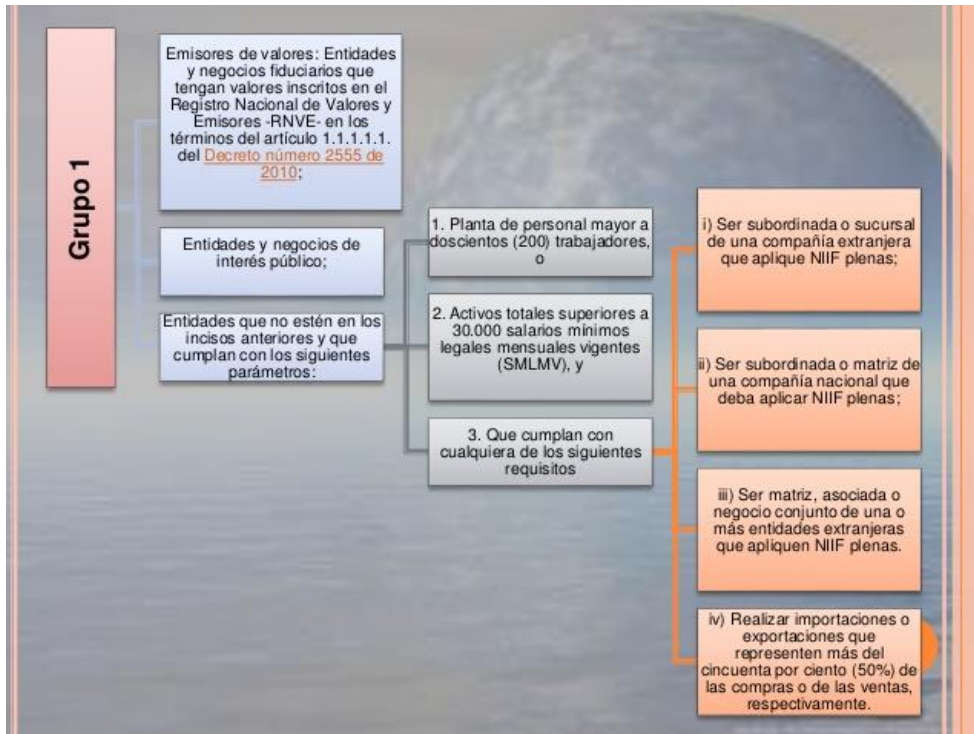 Grupo 1
Emisores de valores: Entidades
y negocios fiduciarios que
tengan valores inscritos en el
Registro Nacional de Valores y
Emisores -RNVE- en los
términos del artículo 1.1.1.1.1.
del Decreto número 2555 de
2010;
Entidades y negocios de
interés público;
Entidades que no estén en los
incisos anteriores y que
cumplan con los siguientes
parámetros:
1. Planta de personal mayor a
doscientos (200) trabajadores,
o
2. Activos totales superiores a
30.000 salarios mínimos
legales mensuales vigentes
(SMLMV), y
3. Que cumplan con
cualquiera de los siguientes
requisitos
i) Ser subordinada o sucursal
de una compañía extranjera
que aplique NIIF plenas;
ii) Ser subordinada o matriz de
una compañía nacional que
deba aplicar NIIF plenas;
iii) Ser matriz, asociada o
negocio conjunto de una o
más entidades extranjeras
que apliquen NIIF plenas.
iv) Realizar importaciones o
exportaciones que
representen más del
cincuenta por ciento (50%) de
las compras o de las ventas,
respectivamente.